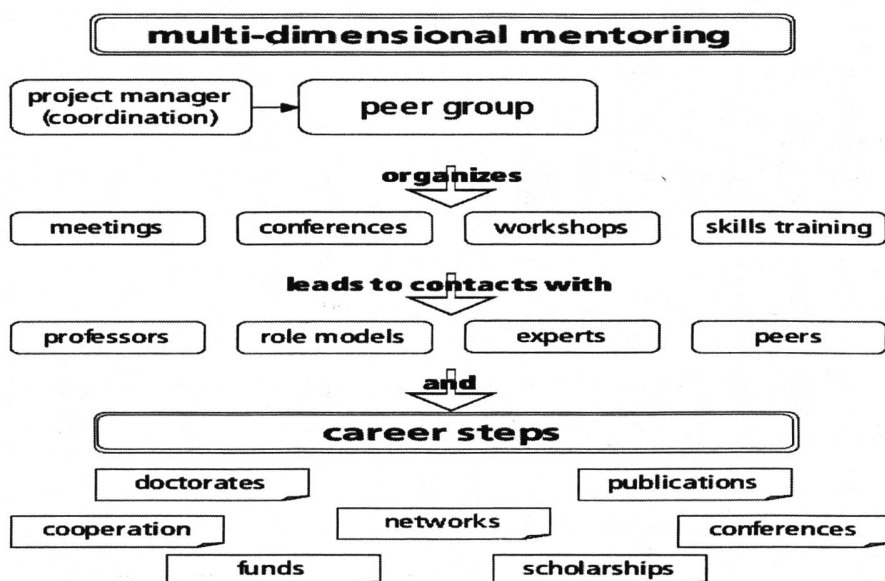 multi-dimensional mentoring
project manager
(coordination)
peer group
organizes
meetings
conferences
workshops
skills training
leads to contacts with
professors
role models
experts
peers
and
career steps
doctorates
publications
cooperation
networks
conferences
funds
scholarships